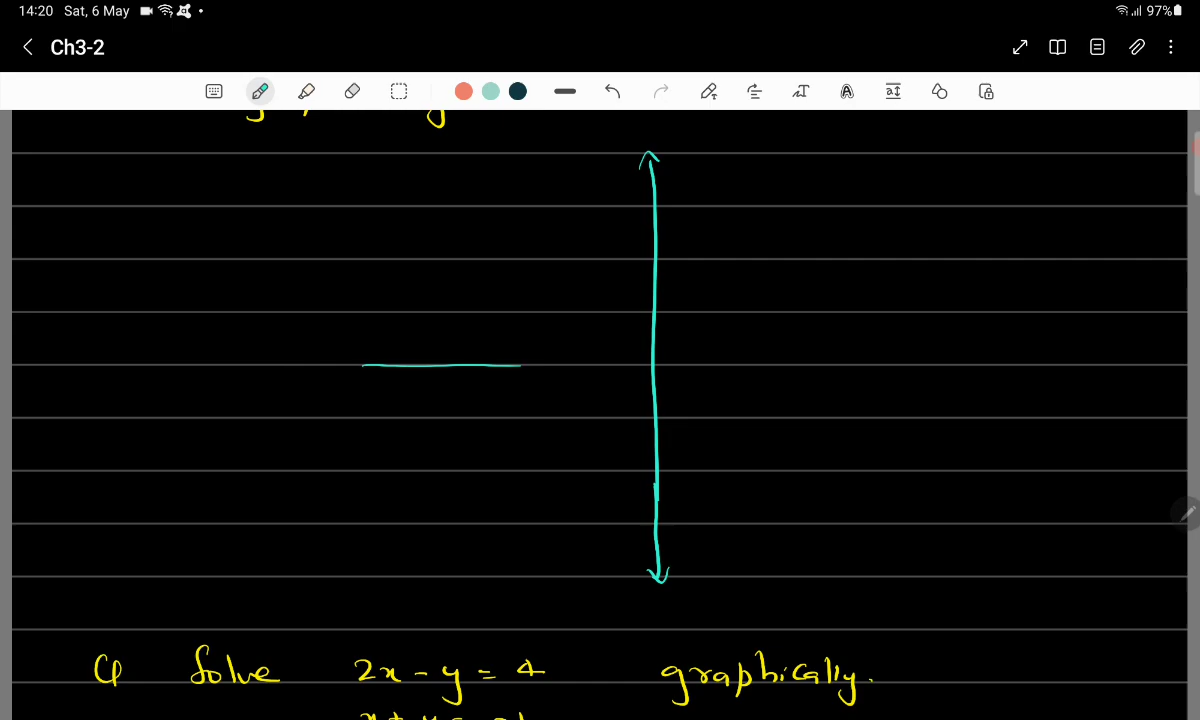 14:20 Sat, 6 May 97%
Ch3-2
Q Solve 2x - y = 4 graphically.